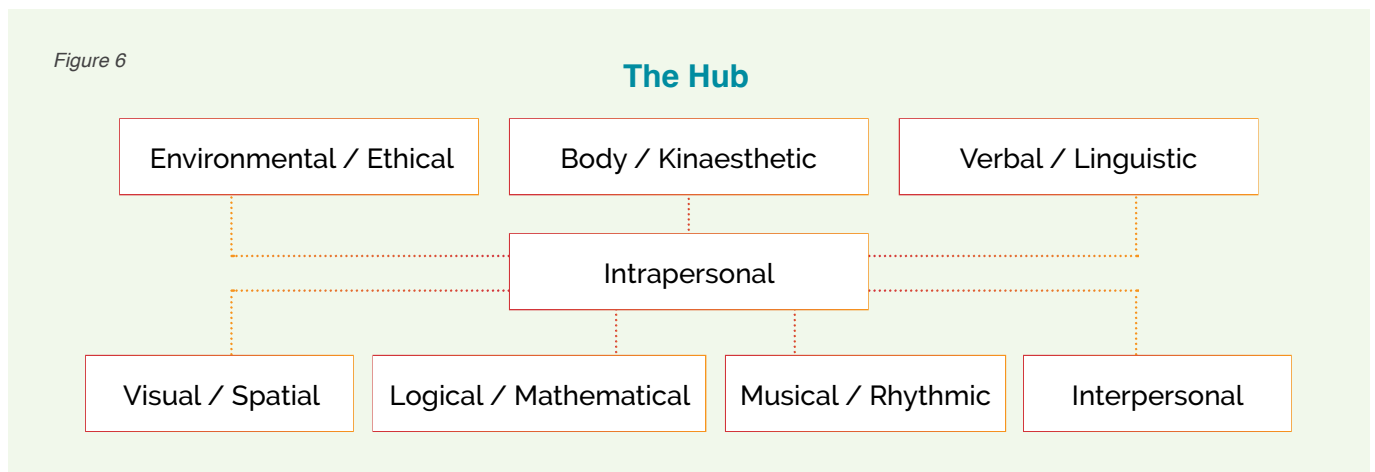 Figure 6
The Hub
Environmental / Ethical
Body / Kinaesthetic
Verbal / Linguistic
Intrapersonal
Visual / Spatial
Logical / Mathematical
Musical / Rhythmic
Interpersonal